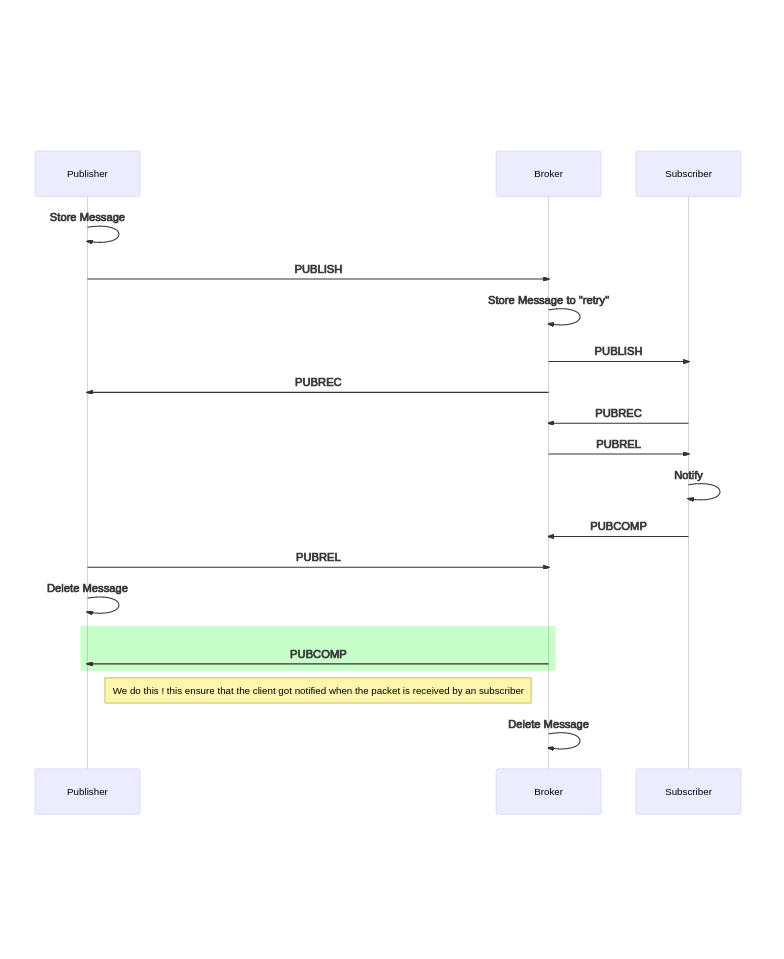 Publisher
Broker
Subscriber
Store Message
PUBLISH
Store Message to "retry"
PUBLISH
PUBREC
PUBREC
PUBREL
Notify
PUBCOMP
PUBREL
Delete Message
PUBCOMP
We do this ! this ensure that the client got notified when the packet is received by an subscriber
Delete Message
Publisher
Broker
Subscriber